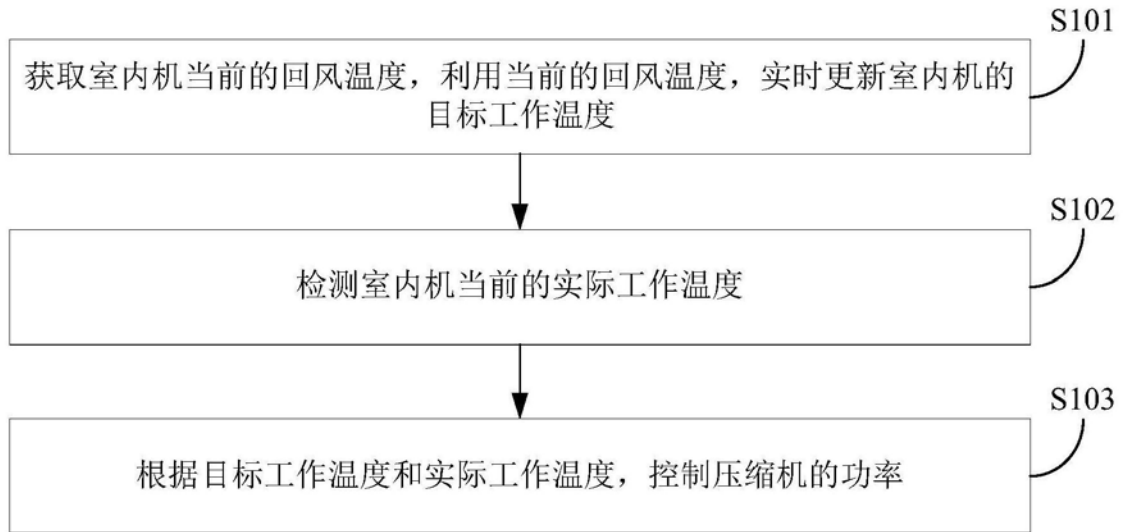 S101
获取室内机当前的回风温度，利用当前的回风温度，实时更新室内机的
目标工作温度
S102
检测室内机当前的实际工作温度
S103
根据目标工作温度和实际工作温度，控制压缩机的功率